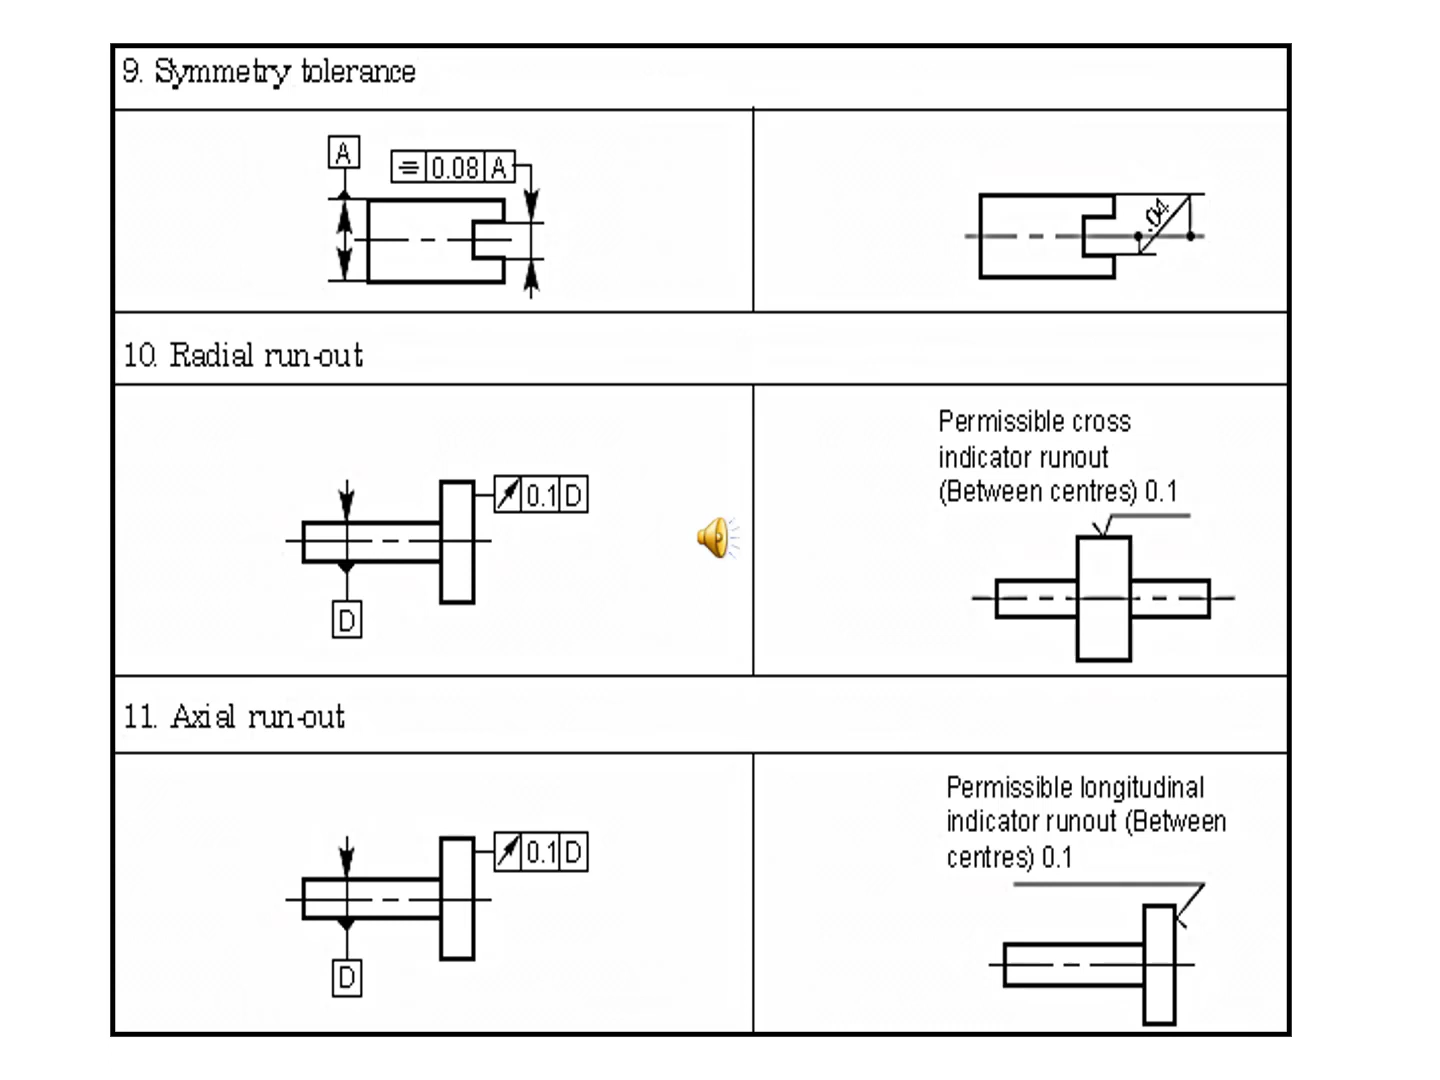 9. Symmetry tolerance
A
⌯ 0.08 A
.04
10. Radial run-out
Permissible cross
indicator runout
(Between centres) 0.1
0.1 D
D
11. Axial run-out
Permissible longitudinal
indicator runout (Between
centres) 0.1
0.1 D
D